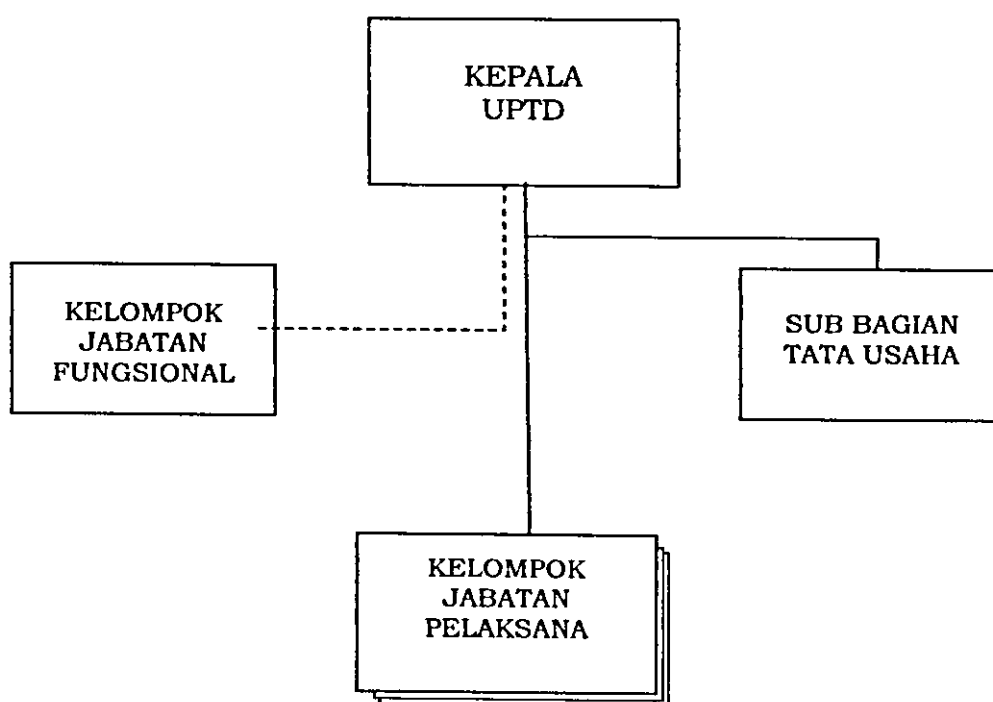 KEPALA
UPTD
KELOMPOK
JABATAN
FUNGSIONAL
SUB BAGIAN
TATA USAHA
KELOMPOK
JABATAN
PELAKSANA